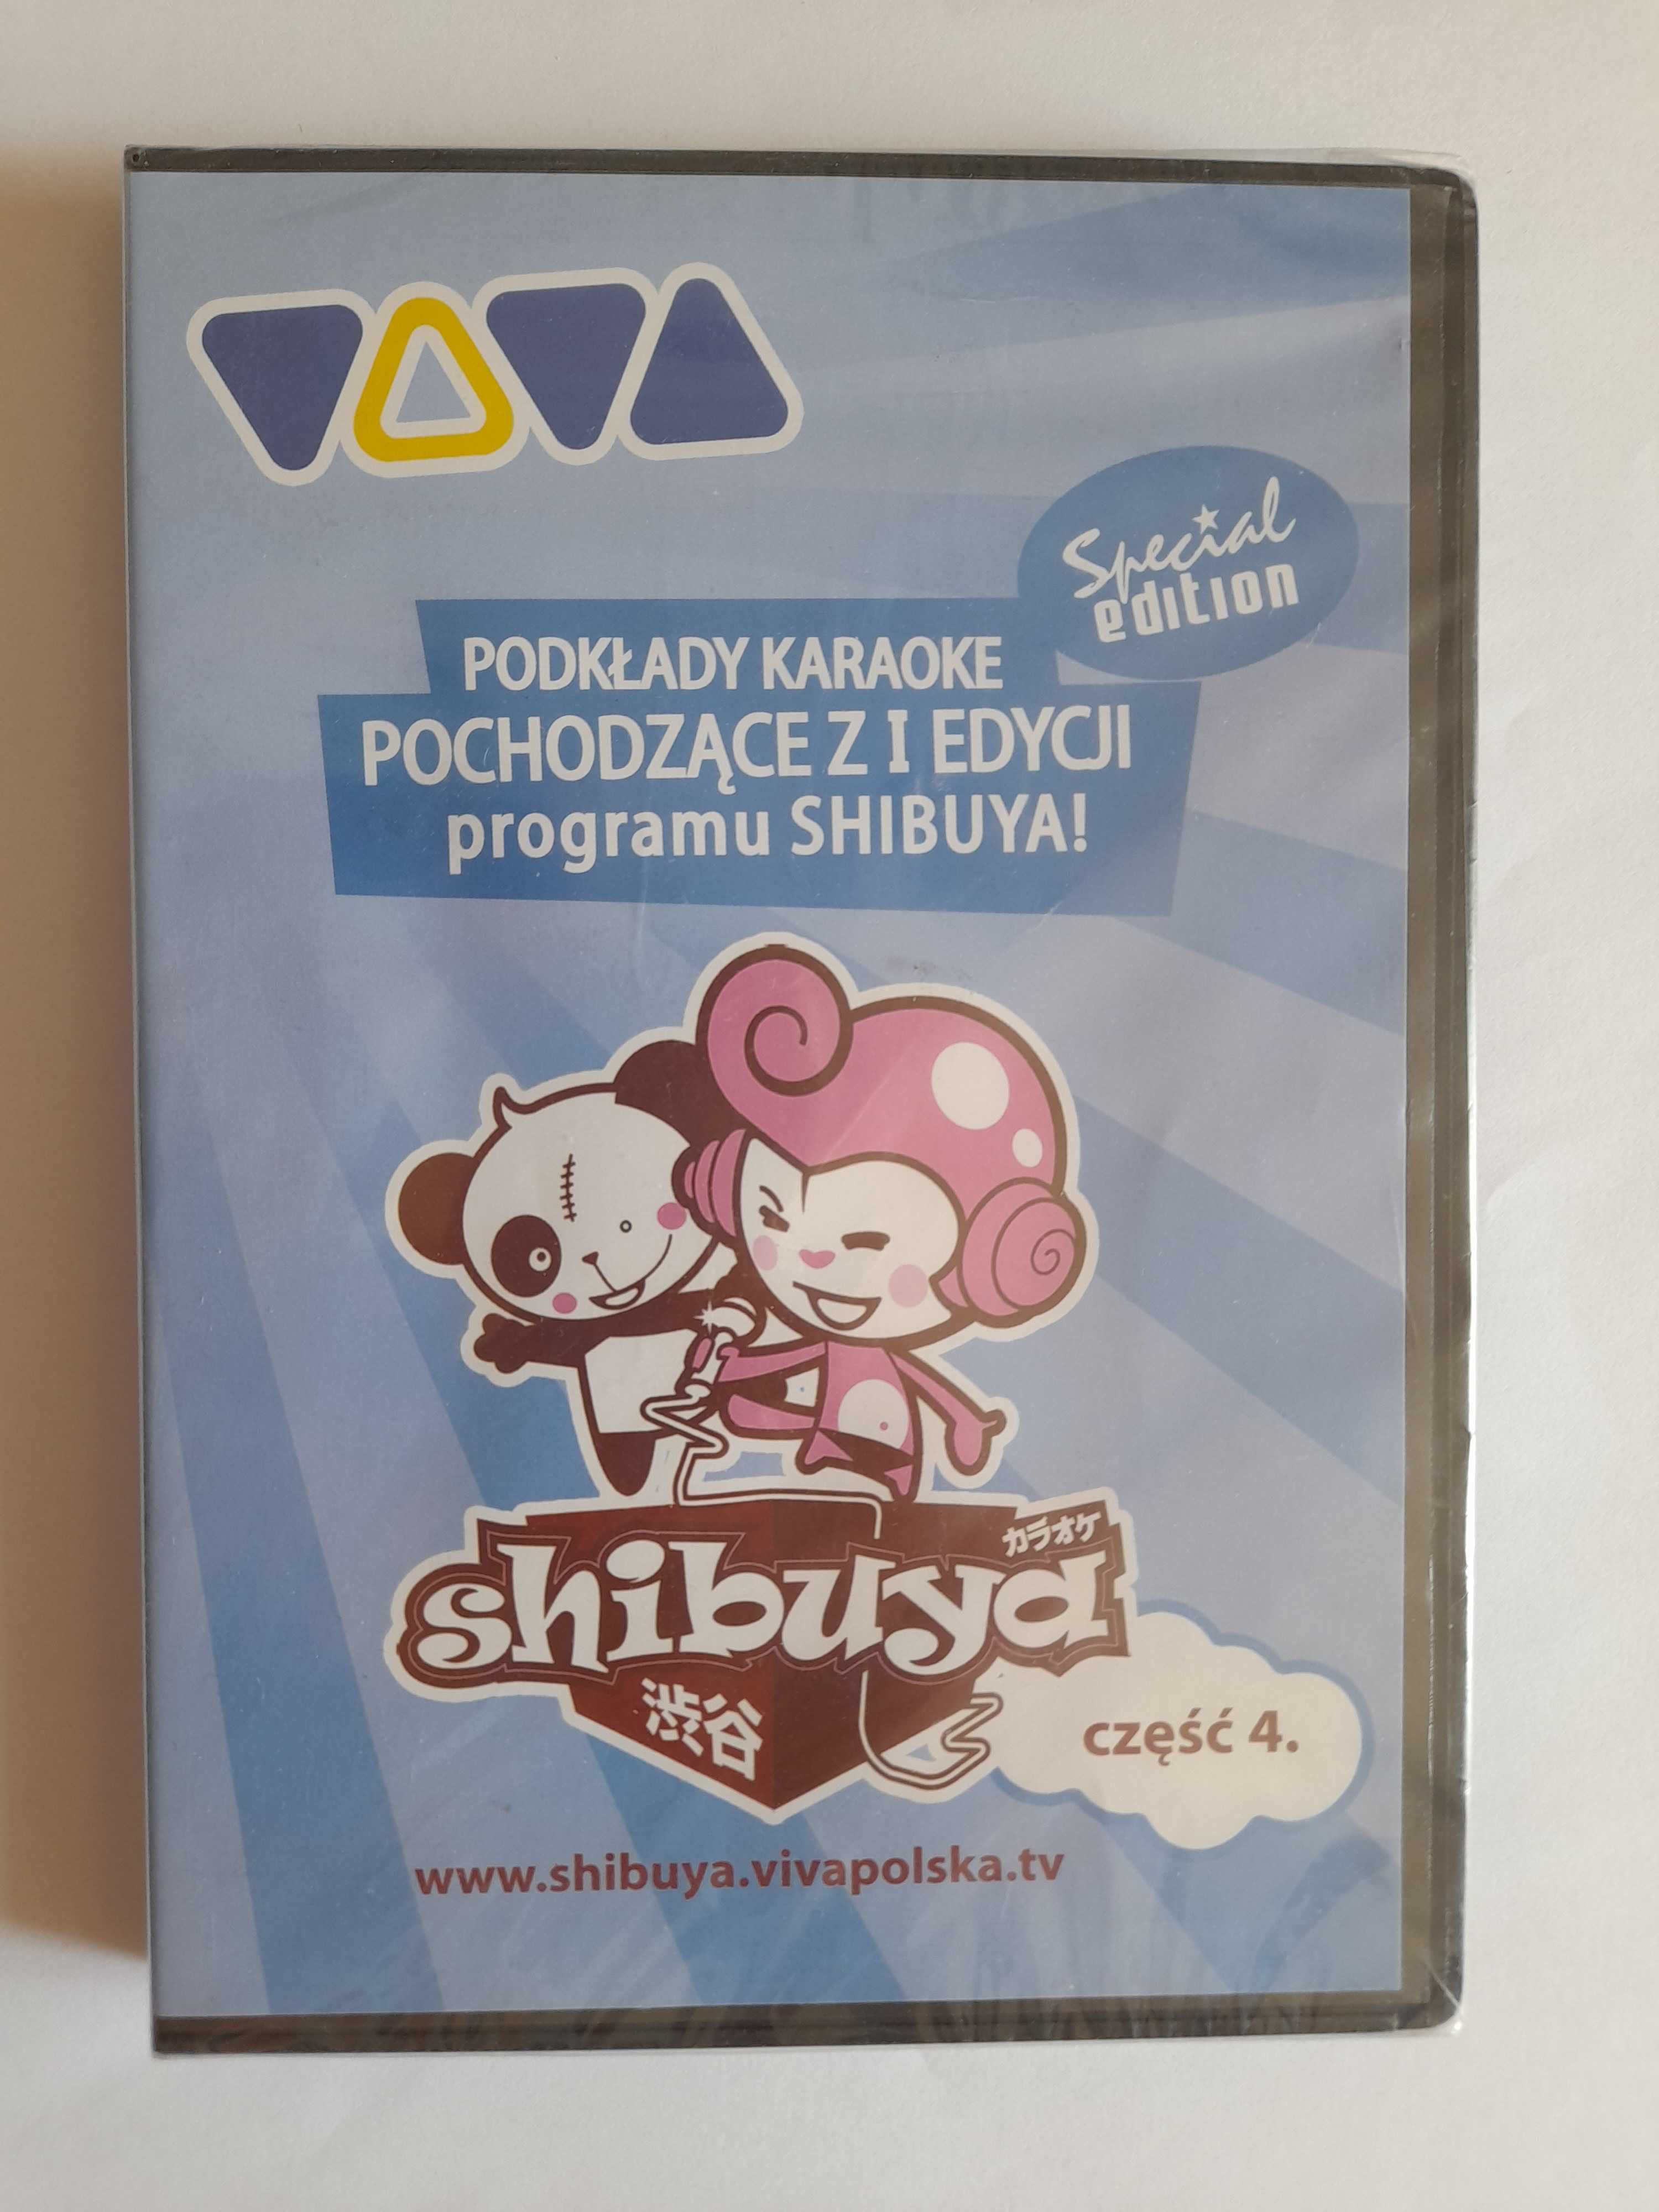 VIVA
Special
edition
PODKŁADY KARAOKE
POCHODZĄCE Z I EDYCJI
programu SHIBUYA!
カラオケ
shibuya
渋谷
część 4.
www.shibuya.vivapolska.tv